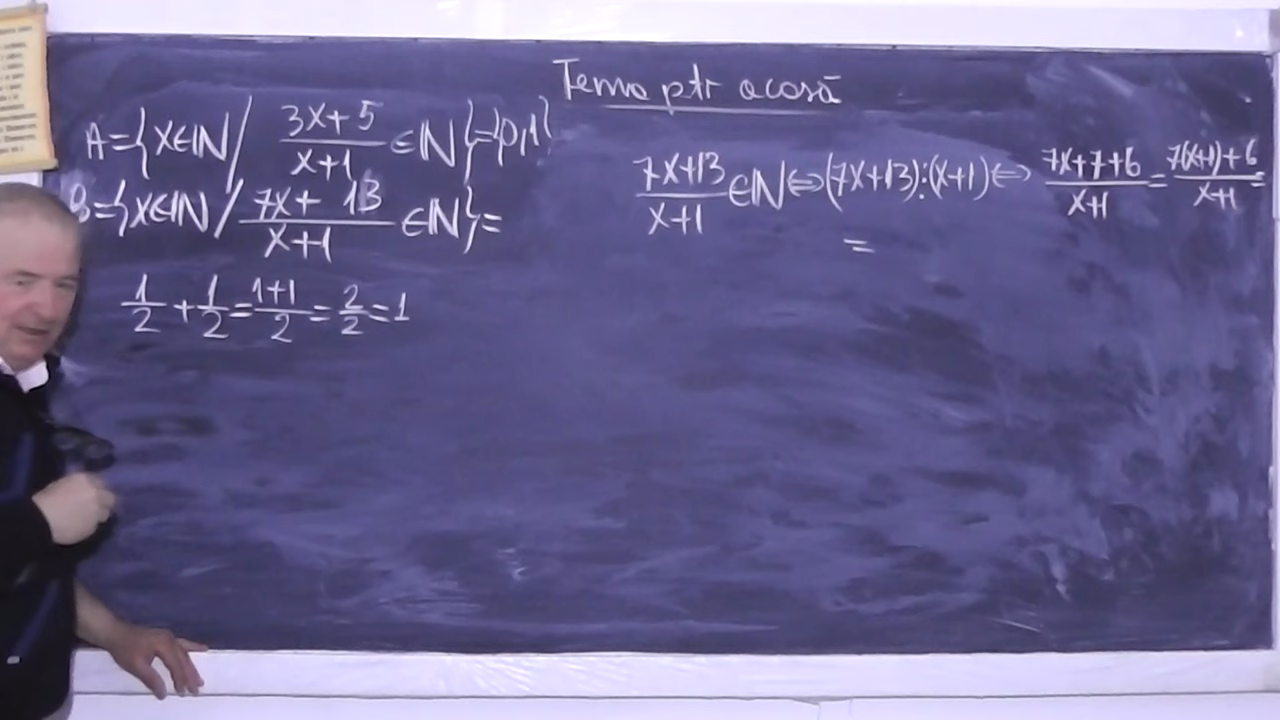 Tema ptr acasă
A={x∈ℕ/ (3x+5)/(x+1) ∈ℕ}={0,1}
B={x∈ℕ/ (7x+13)/(x+1) ∈ℕ}=
1/2+1/2=(1+1)/2=2/2=1
(7x+13)/(x+1)∈ℕ⇔(7x+13)⋮(x+1)⇔ (7x+7+6)/(x+1)=(7(x+1)+6)/(x+1)=
=